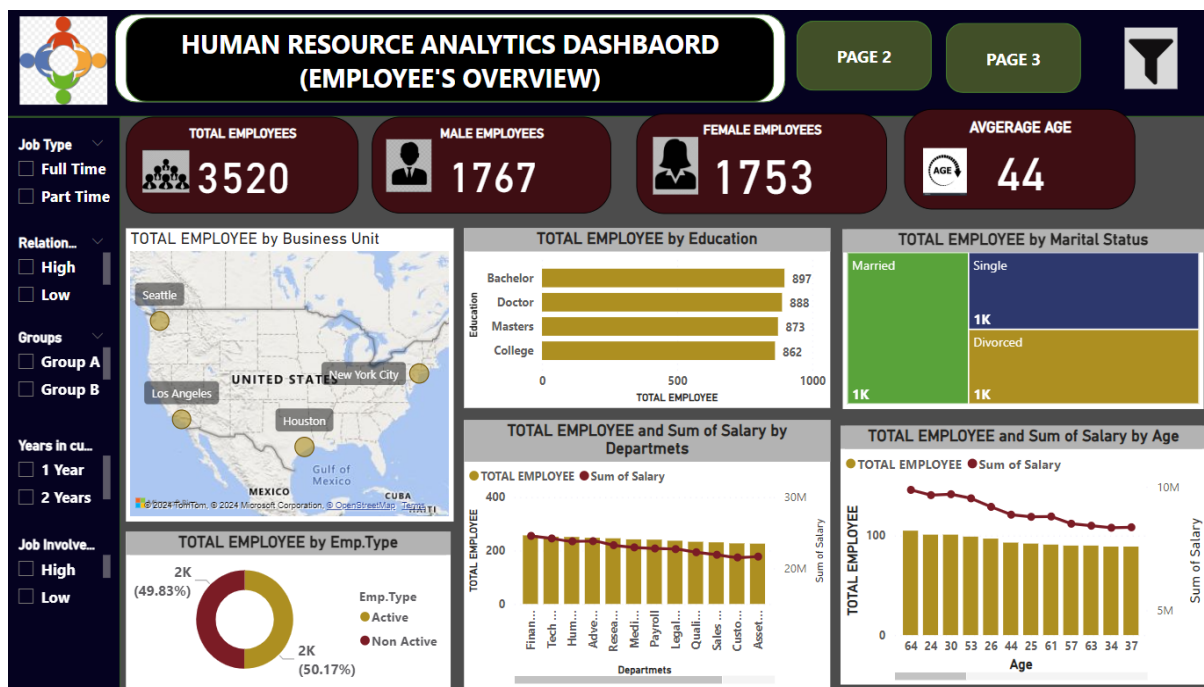 HUMAN RESOURCE ANALYTICS DASHBAORD
(EMPLOYEE'S OVERVIEW)
PAGE 2
PAGE 3
TOTAL EMPLOYEES
3520
MALE EMPLOYEES
1767
FEMALE EMPLOYEES
1753
AVGERAGE AGE
AGE
44
Job Type
Full Time
Part Time
Relation...
High
Low
Groups
Group A
Group B
Years in cu...
1 Year
2 Years
Job Involve...
High
Low
TOTAL EMPLOYEE by Business Unit
Seattle
UNITED STATES
New York City
Los Angeles
Houston
Gulf of
Mexico
MEXICO
CUBA
HAITI
© 2024 TomTom, © 2024 Microsoft Corporation, © OpenStreetMap Terms
TOTAL EMPLOYEE by Education
Education
Bachelor 897
Doctor 888
Masters 873
College 862
0 500 1000
TOTAL EMPLOYEE
TOTAL EMPLOYEE by Marital Status
Married
1K
Single
1K
Divorced
1K
TOTAL EMPLOYEE by Emp.Type
2K
(49.83%)
2K
(50.17%)
Emp.Type
Active
Non Active
TOTAL EMPLOYEE and Sum of Salary by
Departmets
TOTAL EMPLOYEE Sum of Salary
TOTAL EMPLOYEE
400
200
0
30M
20M
Sum of Salary
Finan...
Tech ...
Hum...
Adve...
Resea...
Medi...
Payroll
Legal...
Quali...
Sales ...
Custo...
Asset...
Departmets
TOTAL EMPLOYEE and Sum of Salary by Age
TOTAL EMPLOYEE Sum of Salary
TOTAL EMPLOYEE
100
0
10M
5M
Sum of Salary
64 24 30 53 26 44 25 61 57 63 34 37
Age